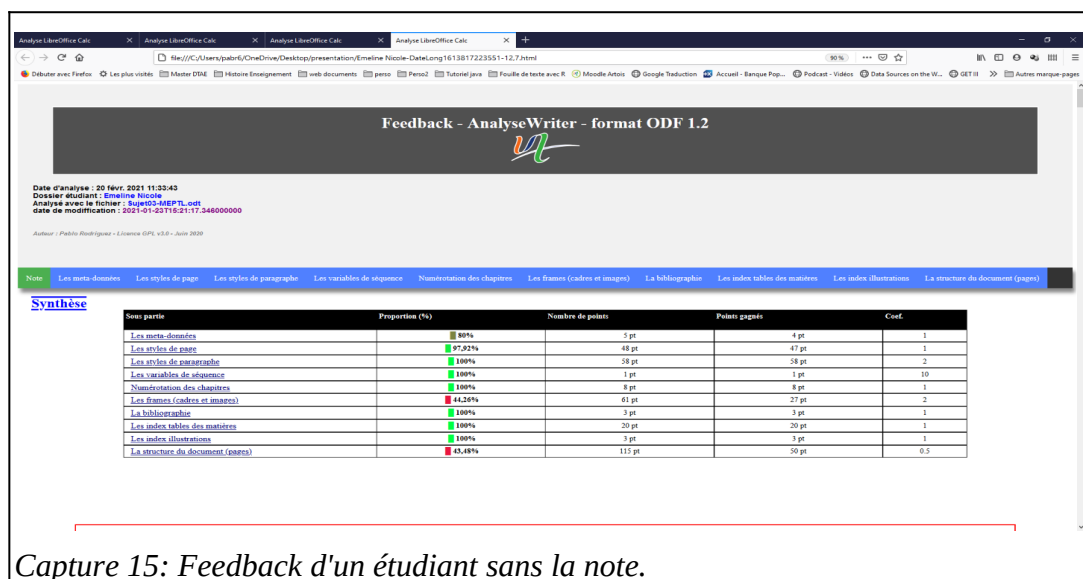 Analyse LibreOffice Calc Analyse LibreOffice Calc Analyse LibreOffice Calc Analyse LibreOffice Calc
file:///C:/Users/pabr6/OneDrive/Desktop/presentation/Emeline Nicole-DateLong1613817223551-12,7.html 90 %
Débuter avec Firefox Les plus visités Master DTAE Histoire Enseignement web documents perso Perso2 Tutoriel java Fouille de texte avec R Moodle Artois Google Traduction Accueil - Banque Pop... Podcast - Vidéos Data Sources on the W... GET III Autres marque-pages
Feedback - AnalyseWriter - format ODF 1.2
Date d'analyse : 20 févr. 2021 11:33:43
Dossier étudiant : Emeline Nicole
Analysé avec le fichier : Sujet03-MEPTL.odt
date de modiffication : 2021-01-23T15:21:17.346000000
Auteur : Pablo Rodriguez - Licence GPL v3.0 - Juin 2020
Note Les meta-données Les styles de page Les styles de paragraphe Les variables de séquence Numérotation des chapitres Les frames (cadres et images) La bibliographie Les index tables des matières Les index illustrations La structure du document (pages)
Synthèse
Sous partie Proportion (%) Nombre de points Points gagnés Coef.
Les meta-données 80% 5 pt 4 pt 1
Les styles de page 97,92% 48 pt 47 pt 1
Les styles de paragraphe 100% 58 pt 58 pt 2
Les variables de séquence 100% 1 pt 1 pt 10
Numérotation des chapitres 100% 8 pt 8 pt 1
Les frames (cadres et images) 44,26% 61 pt 27 pt 2
La bibliographie 100% 3 pt 3 pt 1
Les index tables des matières 100% 20 pt 20 pt 1
Les index illustrations 100% 3 pt 3 pt 1
La structure du document (pages) 43,48% 115 pt 50 pt 0.5
Capture 15: Feedback d'un étudiant sans la note.